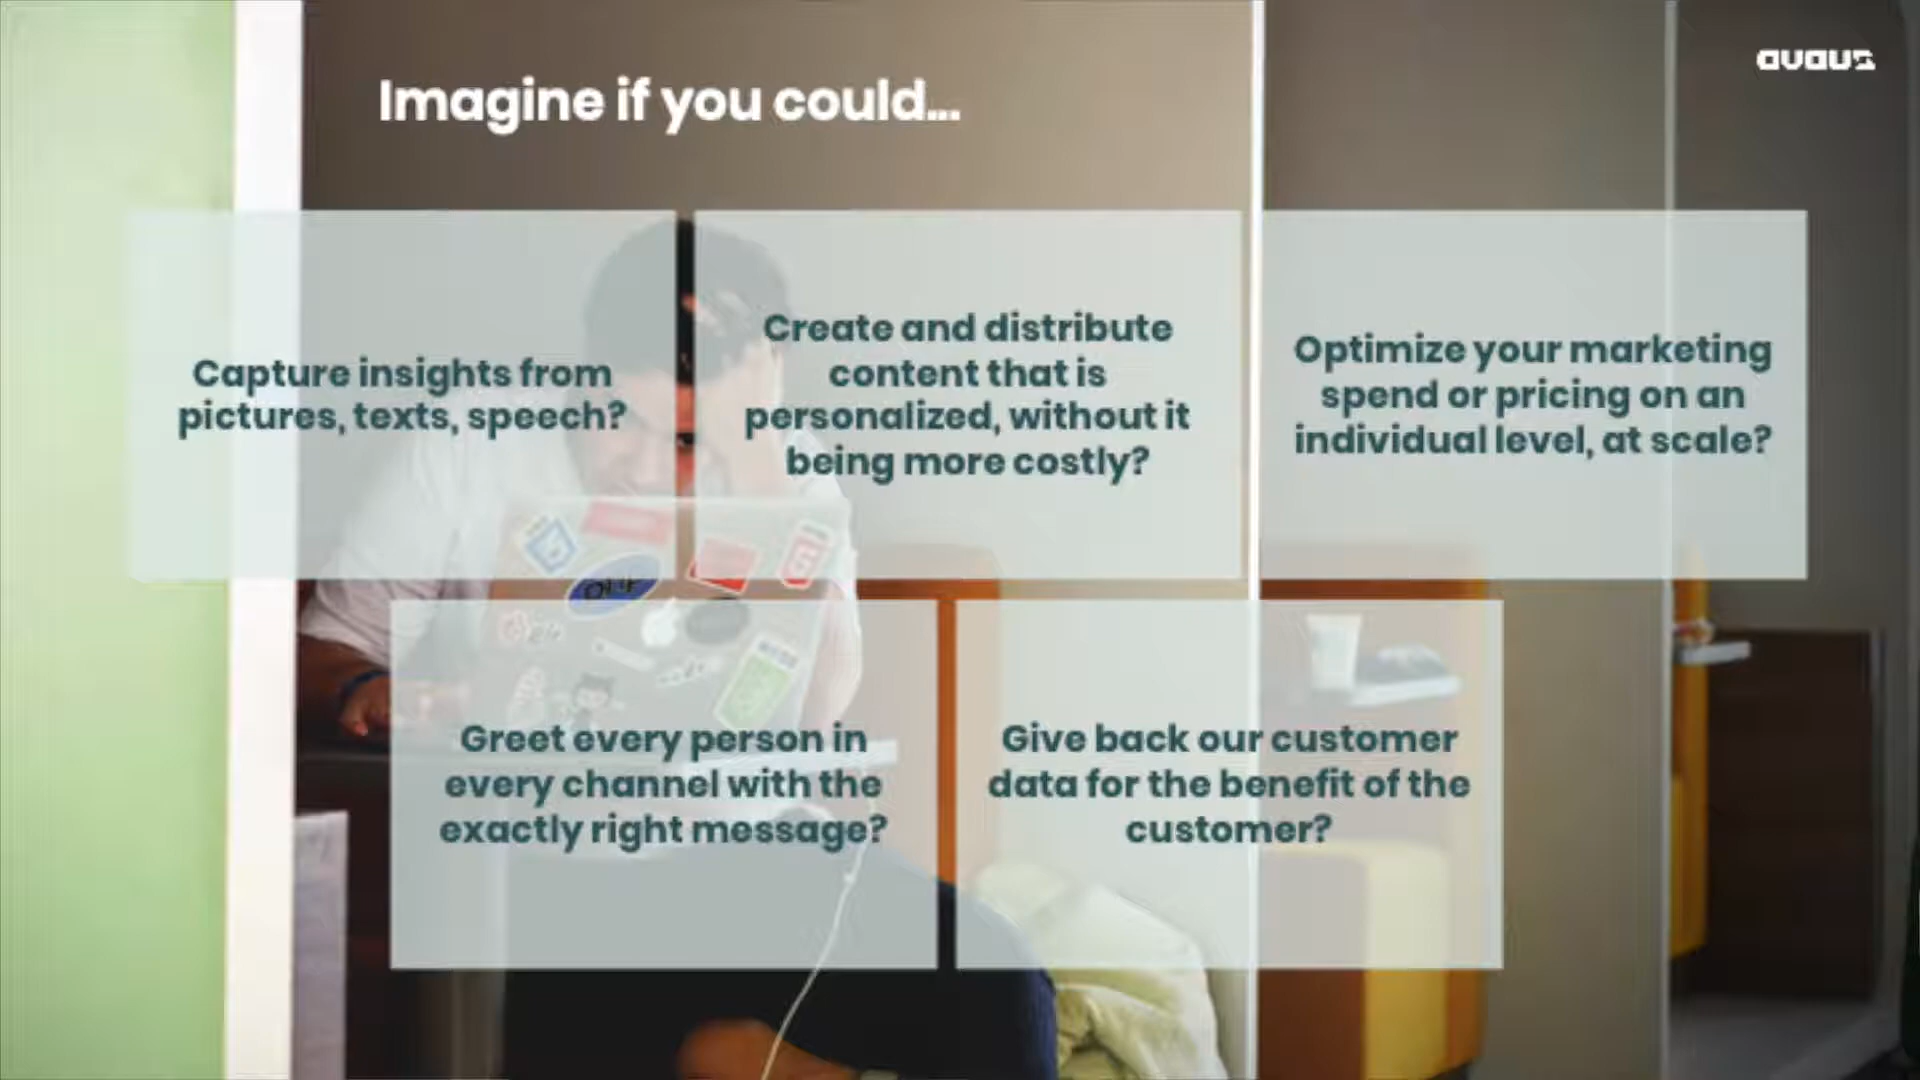 avaus
Imagine if you could...
Capture insights from
pictures, texts, speech?
Create and distribute
content that is
personalized, without it
being more costly?
Optimize your marketing
spend or pricing on an
individual level, at scale?
Greet every person in
every channel with the
exactly right message?
Give back our customer
data for the benefit of the
customer?